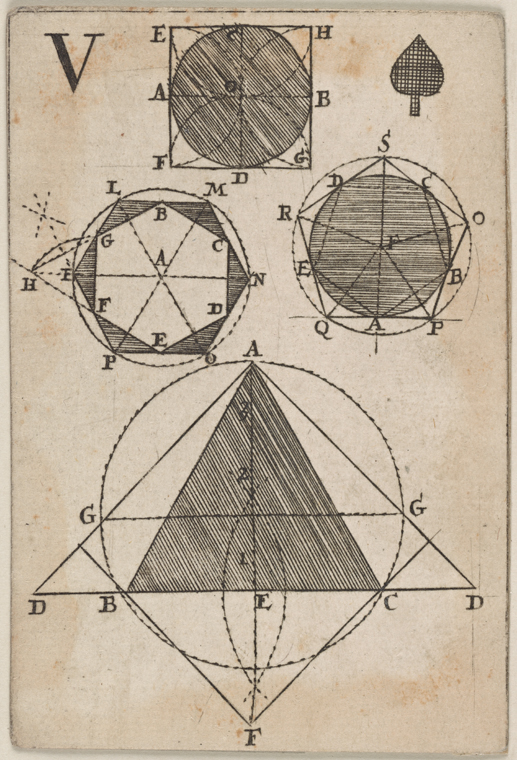 V
E H
A O B
F G
D
L M
G B C
H I A N
F D
P E O
S
D C
R F O
E B
Q A P
A
3
2
G G
1
D B E C D
F